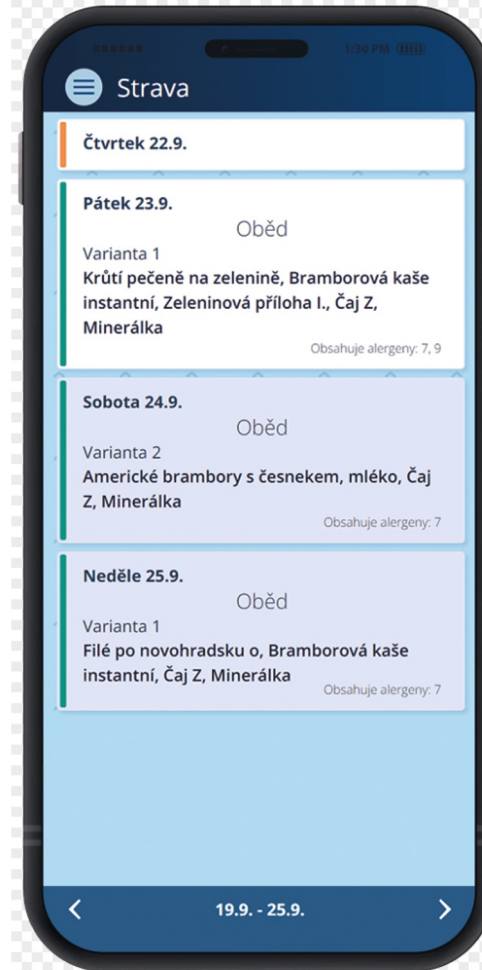 1:30 PM
Strava
Čtvrtek 22.9.
Pátek 23.9.
Oběd
Varianta 1
Krůtí pečeně na zelenině, Bramborová kaše
instantní, Zeleninová příloha I., Čaj Z,
Minerálka
Obsahuje alergeny: 7, 9
Sobota 24.9.
Oběd
Varianta 2
Americké brambory s česnekem, mléko, Čaj
Z, Minerálka
Obsahuje alergeny: 7
Neděle 25.9.
Oběd
Varianta 1
Filé po novohradsku o, Bramborová kaše
instantní, Čaj Z, Minerálka
Obsahuje alergeny: 7
19.9. - 25.9.